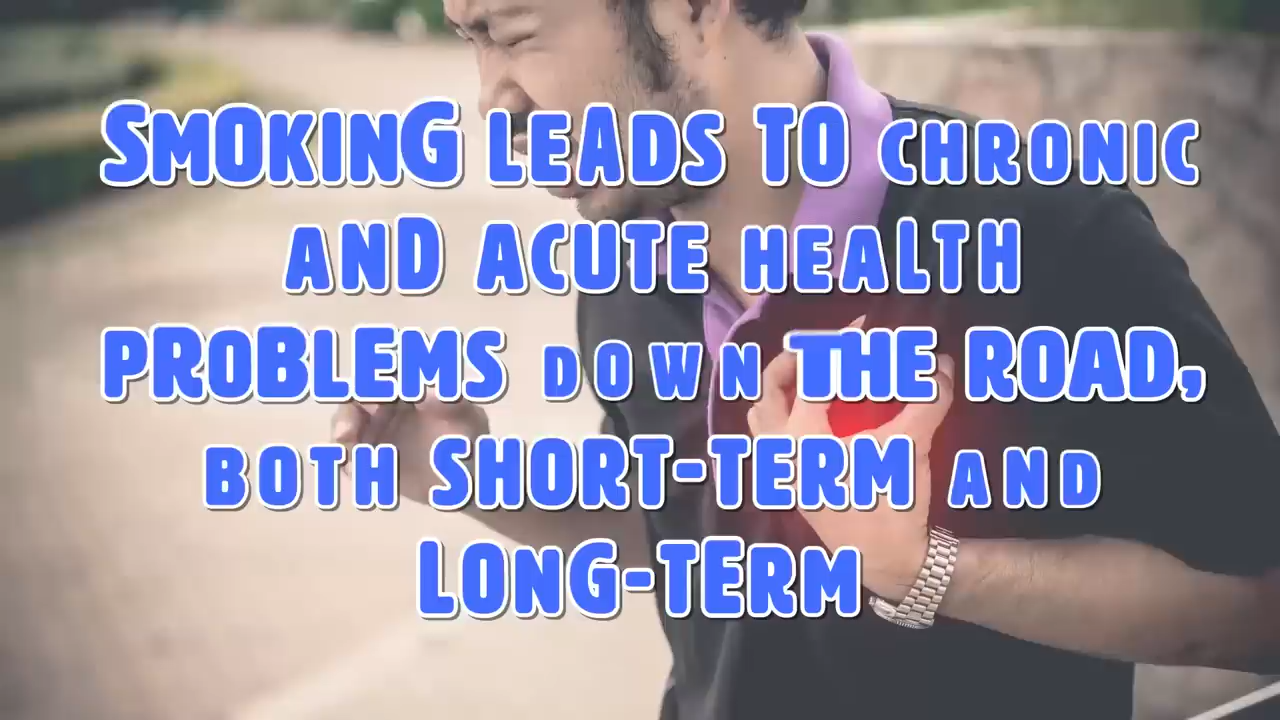 SMOKING LEADS TO CHRONIC
AND ACUTE HEALTH
PROBLEMS DOWN THE ROAD,
BOTH SHORT-TERM AND
LONG-TERM